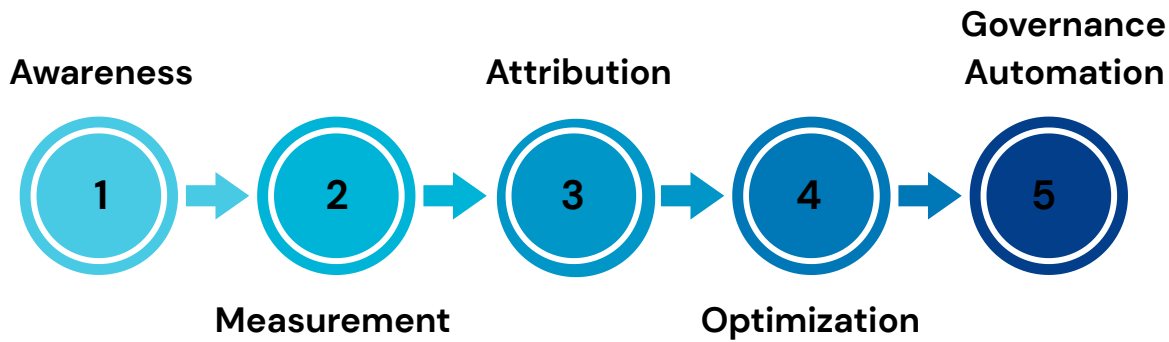 Governance
Awareness
Attribution
Automation
1
2
3
4
5
Measurement
Optimization